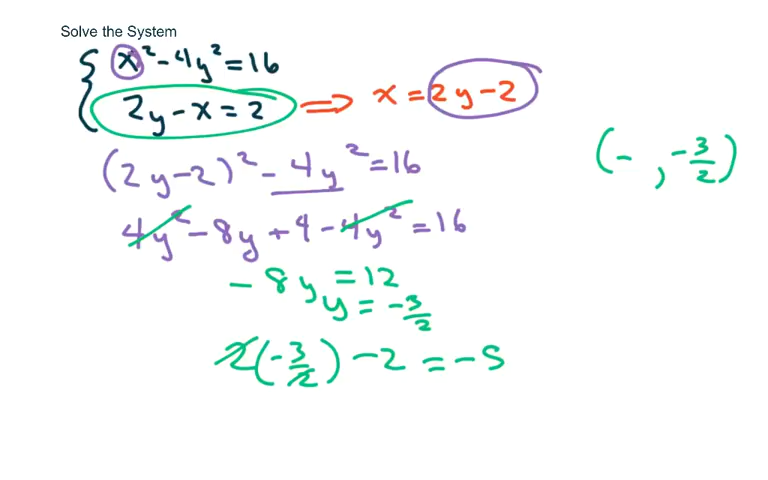 Solve the System
x² - 4y² = 16
2y - x = 2 ⟹ x = 2y - 2
(2y - 2)² - 4y² = 16
(- , -3/2)
4y² - 8y + 4 - 4y² = 16
- 8y = 12
y = -3/2
2(-3/2) - 2 = -5